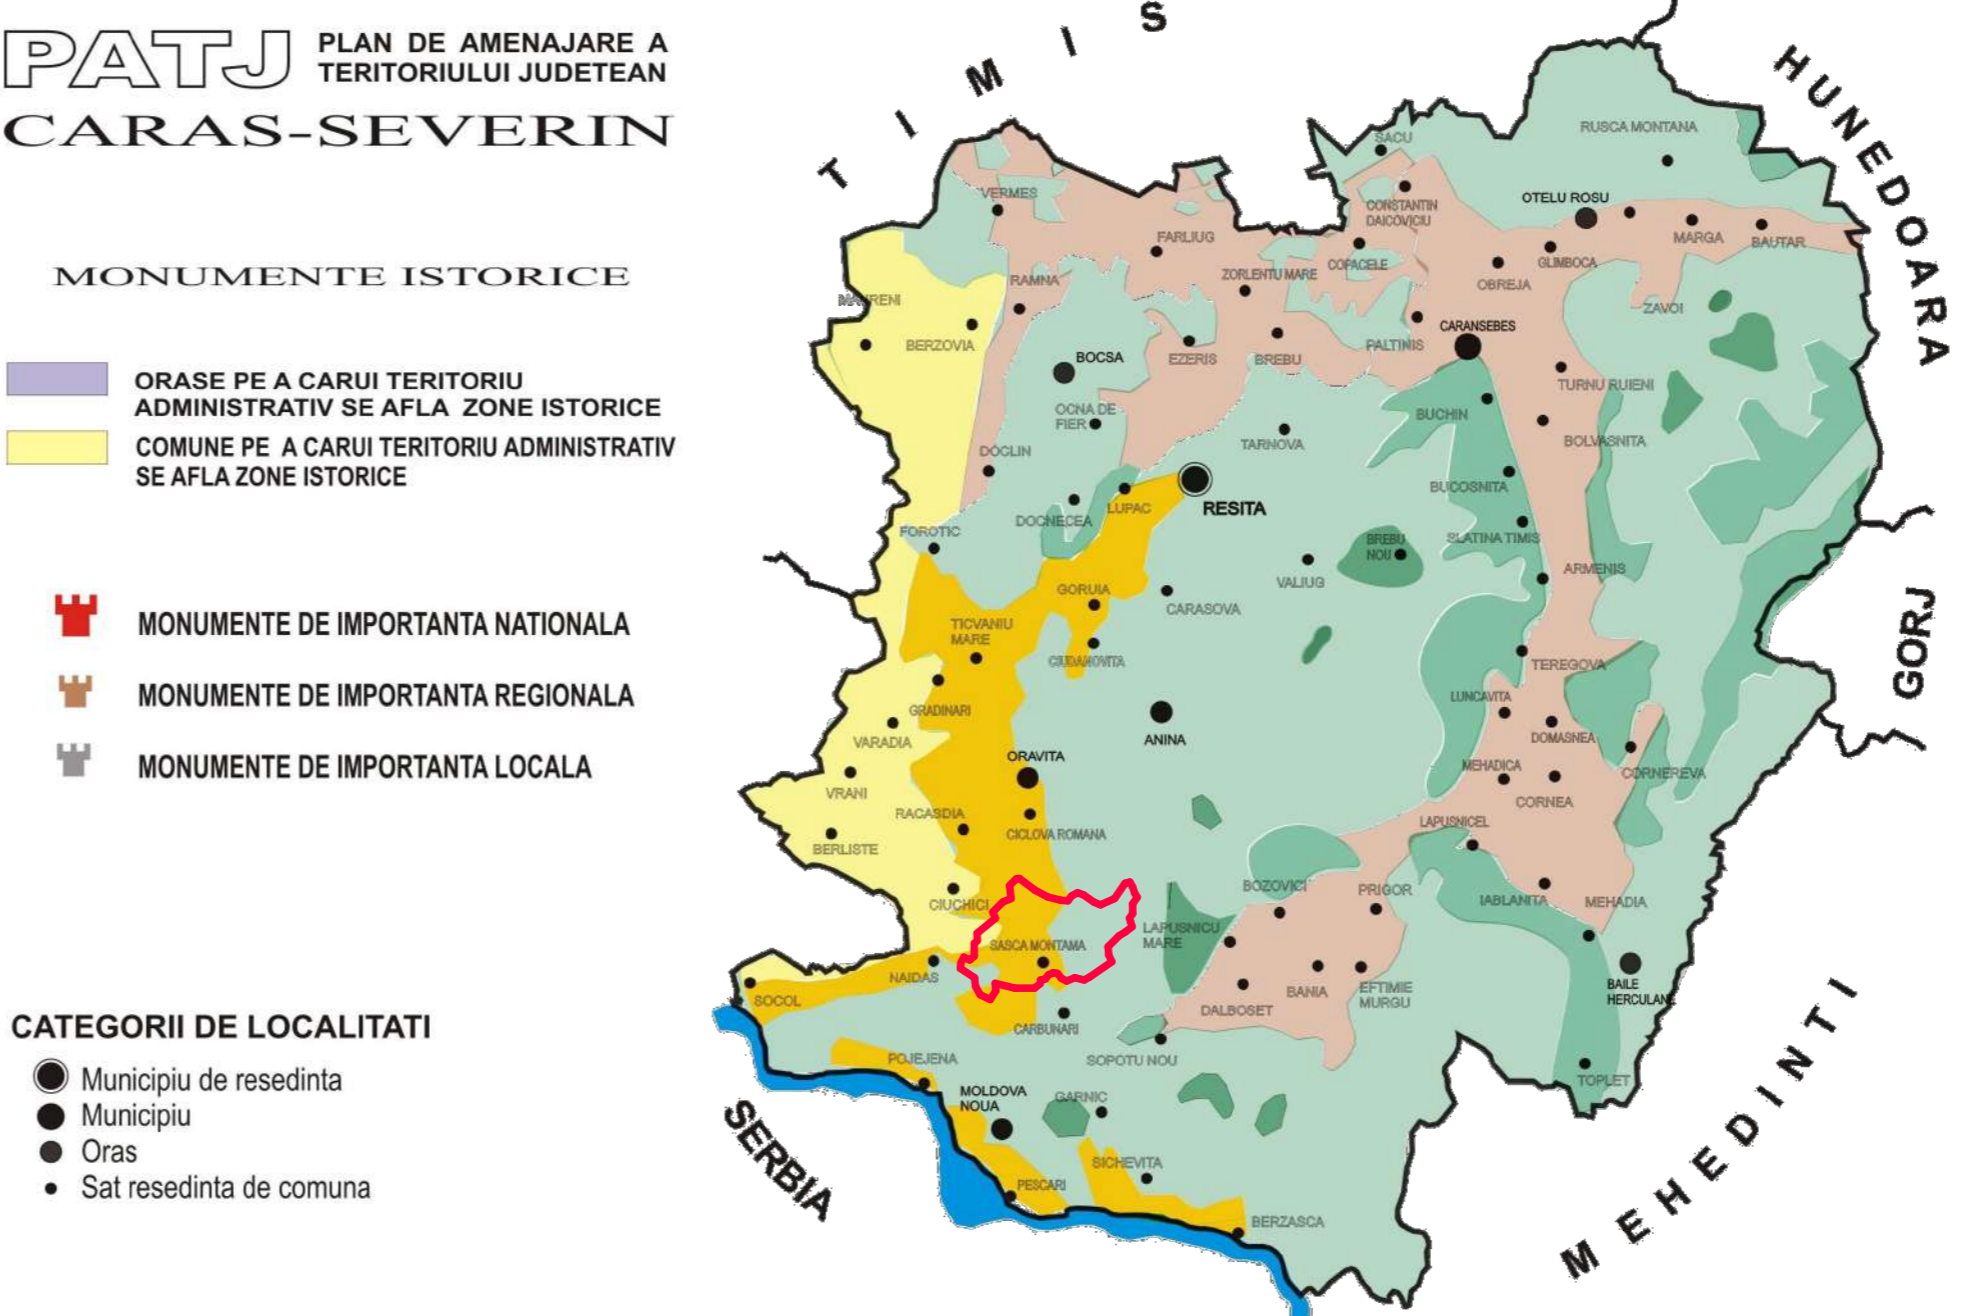 PATJ
PLAN DE AMENAJARE A
TERITORIULUI JUDETEAN
CARAS-SEVERIN
MONUMENTE ISTORICE
ORASE PE A CARUI TERITORIU
ADMINISTRATIV SE AFLA ZONE ISTORICE
COMUNE PE A CARUI TERITORIU ADMINISTRATIV
SE AFLA ZONE ISTORICE
MONUMENTE DE IMPORTANTA NATIONALA
MONUMENTE DE IMPORTANTA REGIONALA
MONUMENTE DE IMPORTANTA LOCALA
CATEGORII DE LOCALITATI
Municipiu de resedinta
Municipiu
Oras
Sat resedinta de comuna
TIMIS
HUNEDOARA
GORJ
MEHEDINTI
SERBIA
SACU
RUSCA MONTANA
VERMES
CONSTANTIN
DAICOVICIU
OTELU ROSU
FARLIUG
MARGA
BAUTAR
COPACELE
GLIMBOCA
ZORLENTU MARE
RAMNA
OBREJA
MAURENI
ZAVOI
BERZOVIA
CARANSEBES
PALTINIS
BOCSA
EZERIS
BREBU
TURNU RUIENI
OCNA DE
FIER
BUCHIN
TARNOVA
BOLVASNITA
DOCLIN
BUCOSNITA
LUPAC
RESITA
DOCNECEA
FOROTIC
BREBU
NOU
SLATINA TIMIS
ARMENIS
VALIUG
GORUIA
CARASOVA
TICVANIU
MARE
CIUDANOVITA
TEREGOVA
LUNCAVITA
GRADINARI
VARADIA
ANINA
DOMASNEA
ORAVITA
MEHADICA
CORNEREVA
VRANI
CORNEA
RACASDIA
CICLOVA ROMANA
LAPUSNICEL
BERLISTE
BOZOVICI
PRIGOR
CIUCHICI
IABLANITA
MEHADIA
LAPUSNICU
MARE
SASCA MONTAMA
NAIDAS
BAILE
HERCULANE
SOCOL
BANIA
EFTIMIE
MURGU
DALBOSET
CARBUNARI
POJEJENA
SOPOTU NOU
TOPLET
MOLDOVA
NOUA
GARNIC
SICHEVITA
PESCARI
BERZASCA